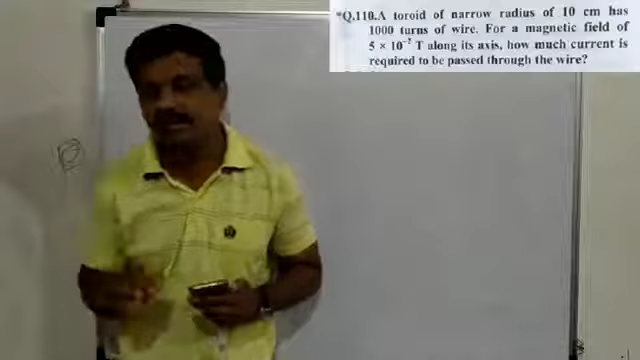 *Q.110.A toroid of narrow radius of 10 cm has
1000 turns of wire. For a magnetic field of
5 × 10⁻² T along its axis, how much current is
required to be passed through the wire?